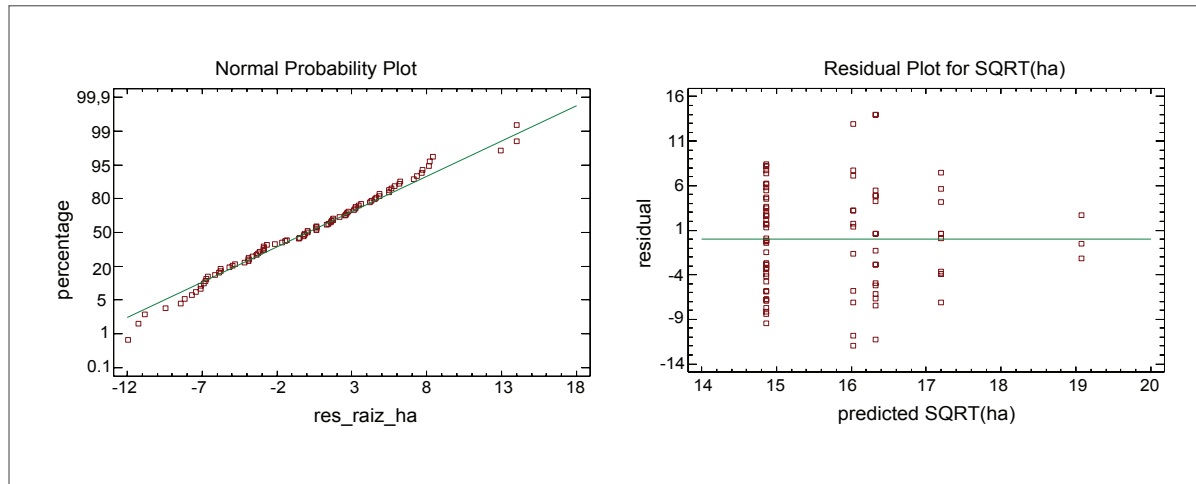 Normal Probability Plot
99,9
99
95
80
50
20
5
1
0.1
percentage
-12 -7 -2 3 8 13 18
res_raiz_ha
Residual Plot for SQRT(ha)
16
11
6
1
-4
-9
-14
residual
14 15 16 17 18 19 20
predicted SQRT(ha)